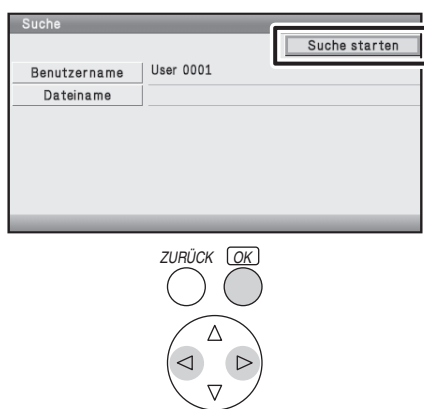 Suche
Suche starten
Benutzername User 0001
Dateiname
ZURÜCK OK